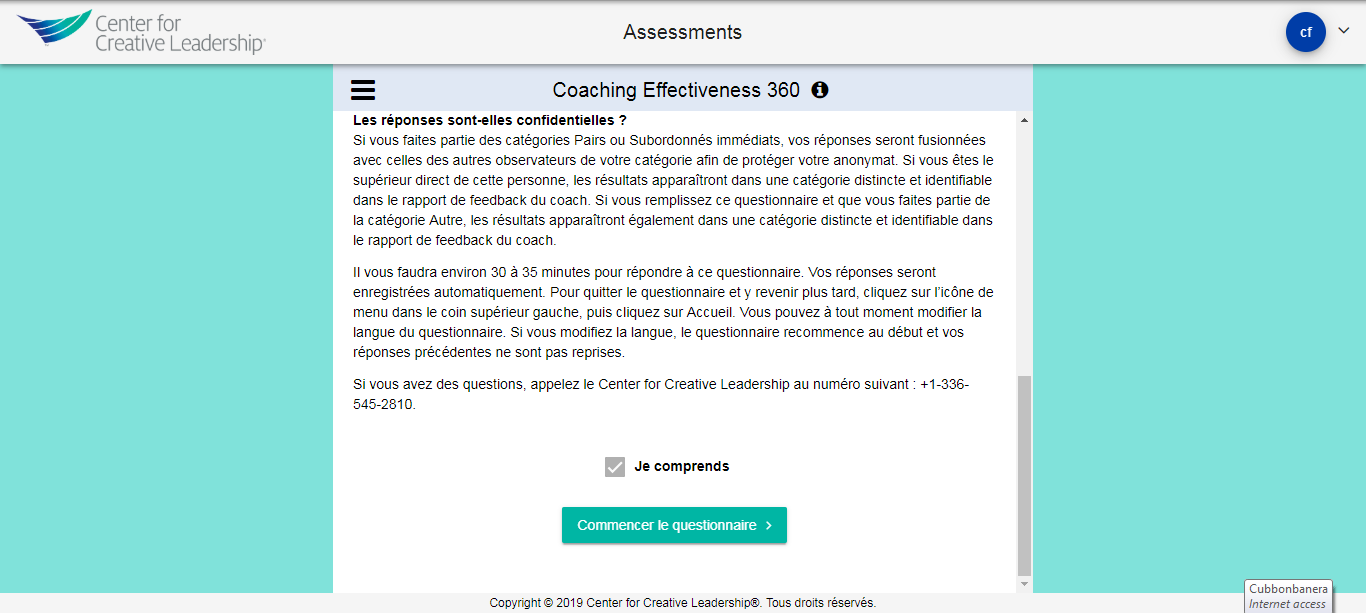 Center for
Creative Leadership®
Assessments
cf
Coaching Effectiveness 360
Les réponses sont-elles confidentielles ?
Si vous faites partie des catégories Pairs ou Subordonnés immédiats, vos réponses seront fusionnées
avec celles des autres observateurs de votre catégorie afin de protéger votre anonymat. Si vous êtes le
supérieur direct de cette personne, les résultats apparaîtront dans une catégorie distincte et identifiable
dans le rapport de feedback du coach. Si vous remplissez ce questionnaire et que vous faites partie de
la catégorie Autre, les résultats apparaîtront également dans une catégorie distincte et identifiable dans
le rapport de feedback du coach.
Il vous faudra environ 30 à 35 minutes pour répondre à ce questionnaire. Vos réponses seront
enregistrées automatiquement. Pour quitter le questionnaire et y revenir plus tard, cliquez sur l’icône de
menu dans le coin supérieur gauche, puis cliquez sur Accueil. Vous pouvez à tout moment modifier la
langue du questionnaire. Si vous modifiez la langue, le questionnaire recommence au début et vos
réponses précédentes ne sont pas reprises.
Si vous avez des questions, appelez le Center for Creative Leadership au numéro suivant : +1-336-
545-2810.
Je comprends
Commencer le questionnaire
Cubbonbanera
Internet access
Copyright © 2019 Center for Creative Leadership®. Tous droits réservés.